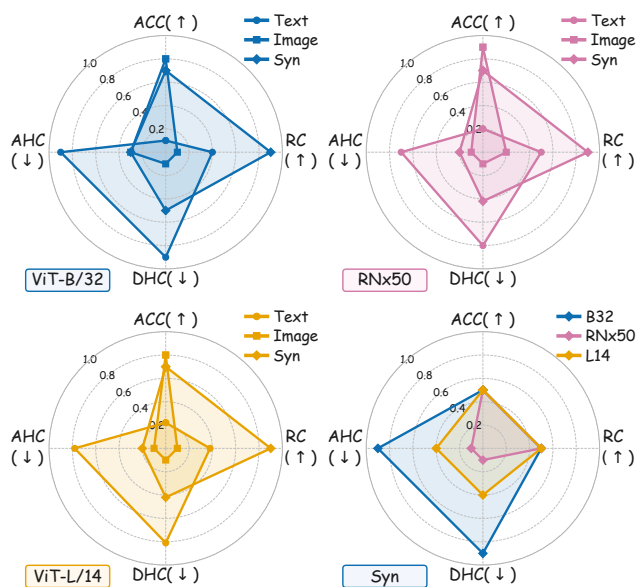 ACC(↑)
Text
Image
Syn
1.0
0.8
0.6
0.4
0.2
AHC
(↓)
RC
(↑)
DHC(↓)
ViT-B/32
ACC(↑)
Text
Image
Syn
1.0
0.8
0.6
0.4
0.2
AHC
(↓)
RC
(↑)
DHC(↓)
RNx50
ACC(↑)
Text
Image
Syn
1.0
0.8
0.6
0.4
0.2
AHC
(↓)
RC
(↑)
DHC(↓)
ViT-L/14
ACC(↑)
B32
RNx50
L14
1.0
0.8
0.6
0.4
0.2
AHC
(↓)
RC
(↑)
DHC(↓)
Syn